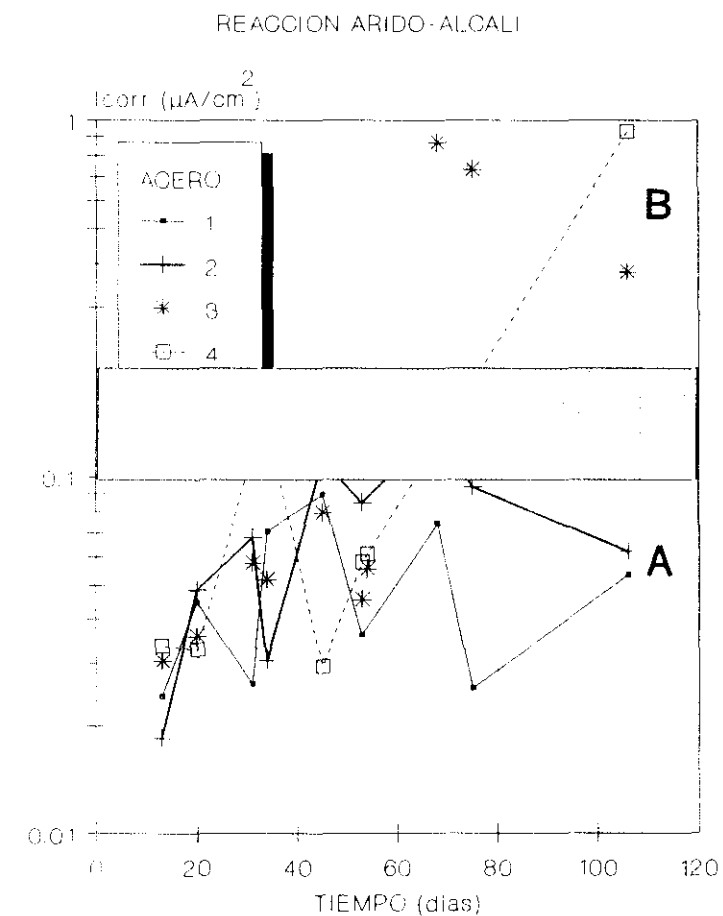 REACCION ARIDO-ALCALI
Icorr (µA/cm²)
1
ACERO
1
2
3
4
B
0.1
A
0.01
0 20 40 60 80 100 120
TIEMPO (dias)